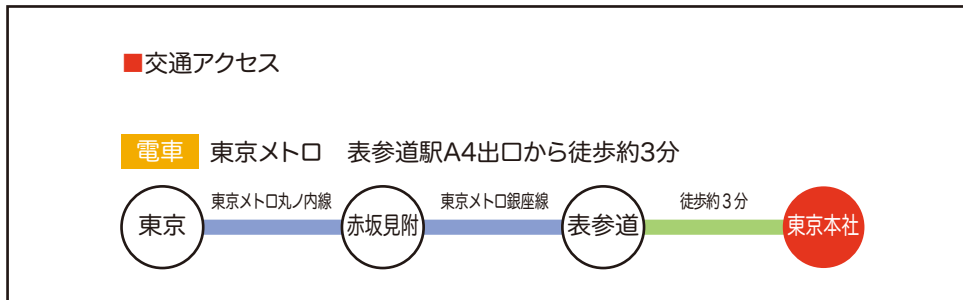 ■交通アクセス
電車 東京メトロ 表参道駅A4出口から徒歩約3分
東京メトロ丸ノ内線 東京メトロ銀座線 徒歩約3分
東京 赤坂見附 表参道 東京本社